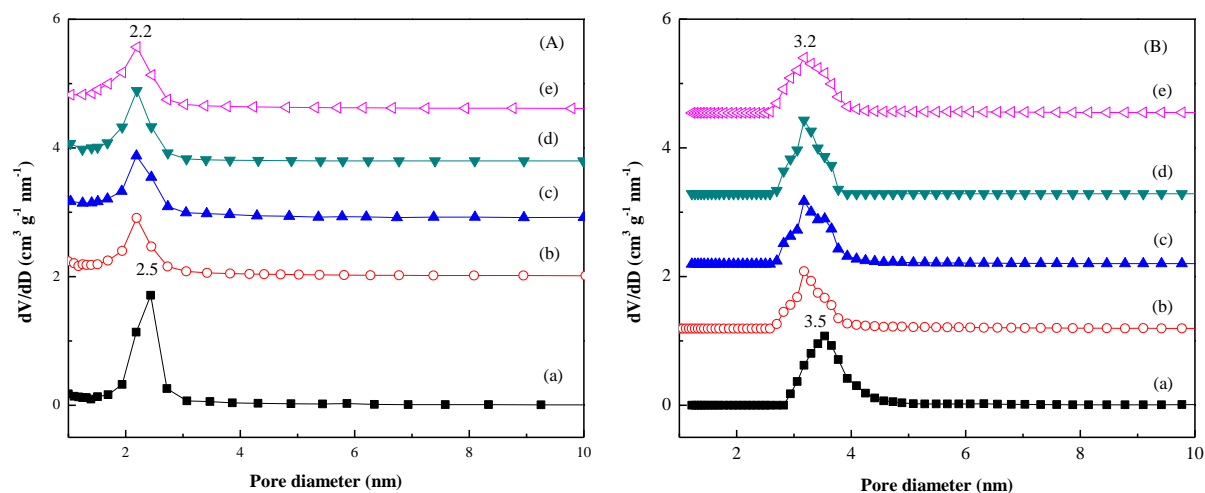 6
2.2
(A)
(e)
4
(d)
(c)
2
(b)
2.5
(a)
0
dV/dD (cm³ g⁻¹ nm⁻¹)
2
4
6
8
10
Pore diameter (nm)
6
3.2
(B)
(e)
4
(d)
(c)
2
(b)
3.5
(a)
0
dV/dD (cm³ g⁻¹ nm⁻¹)
2
4
6
8
10
Pore diameter (nm)